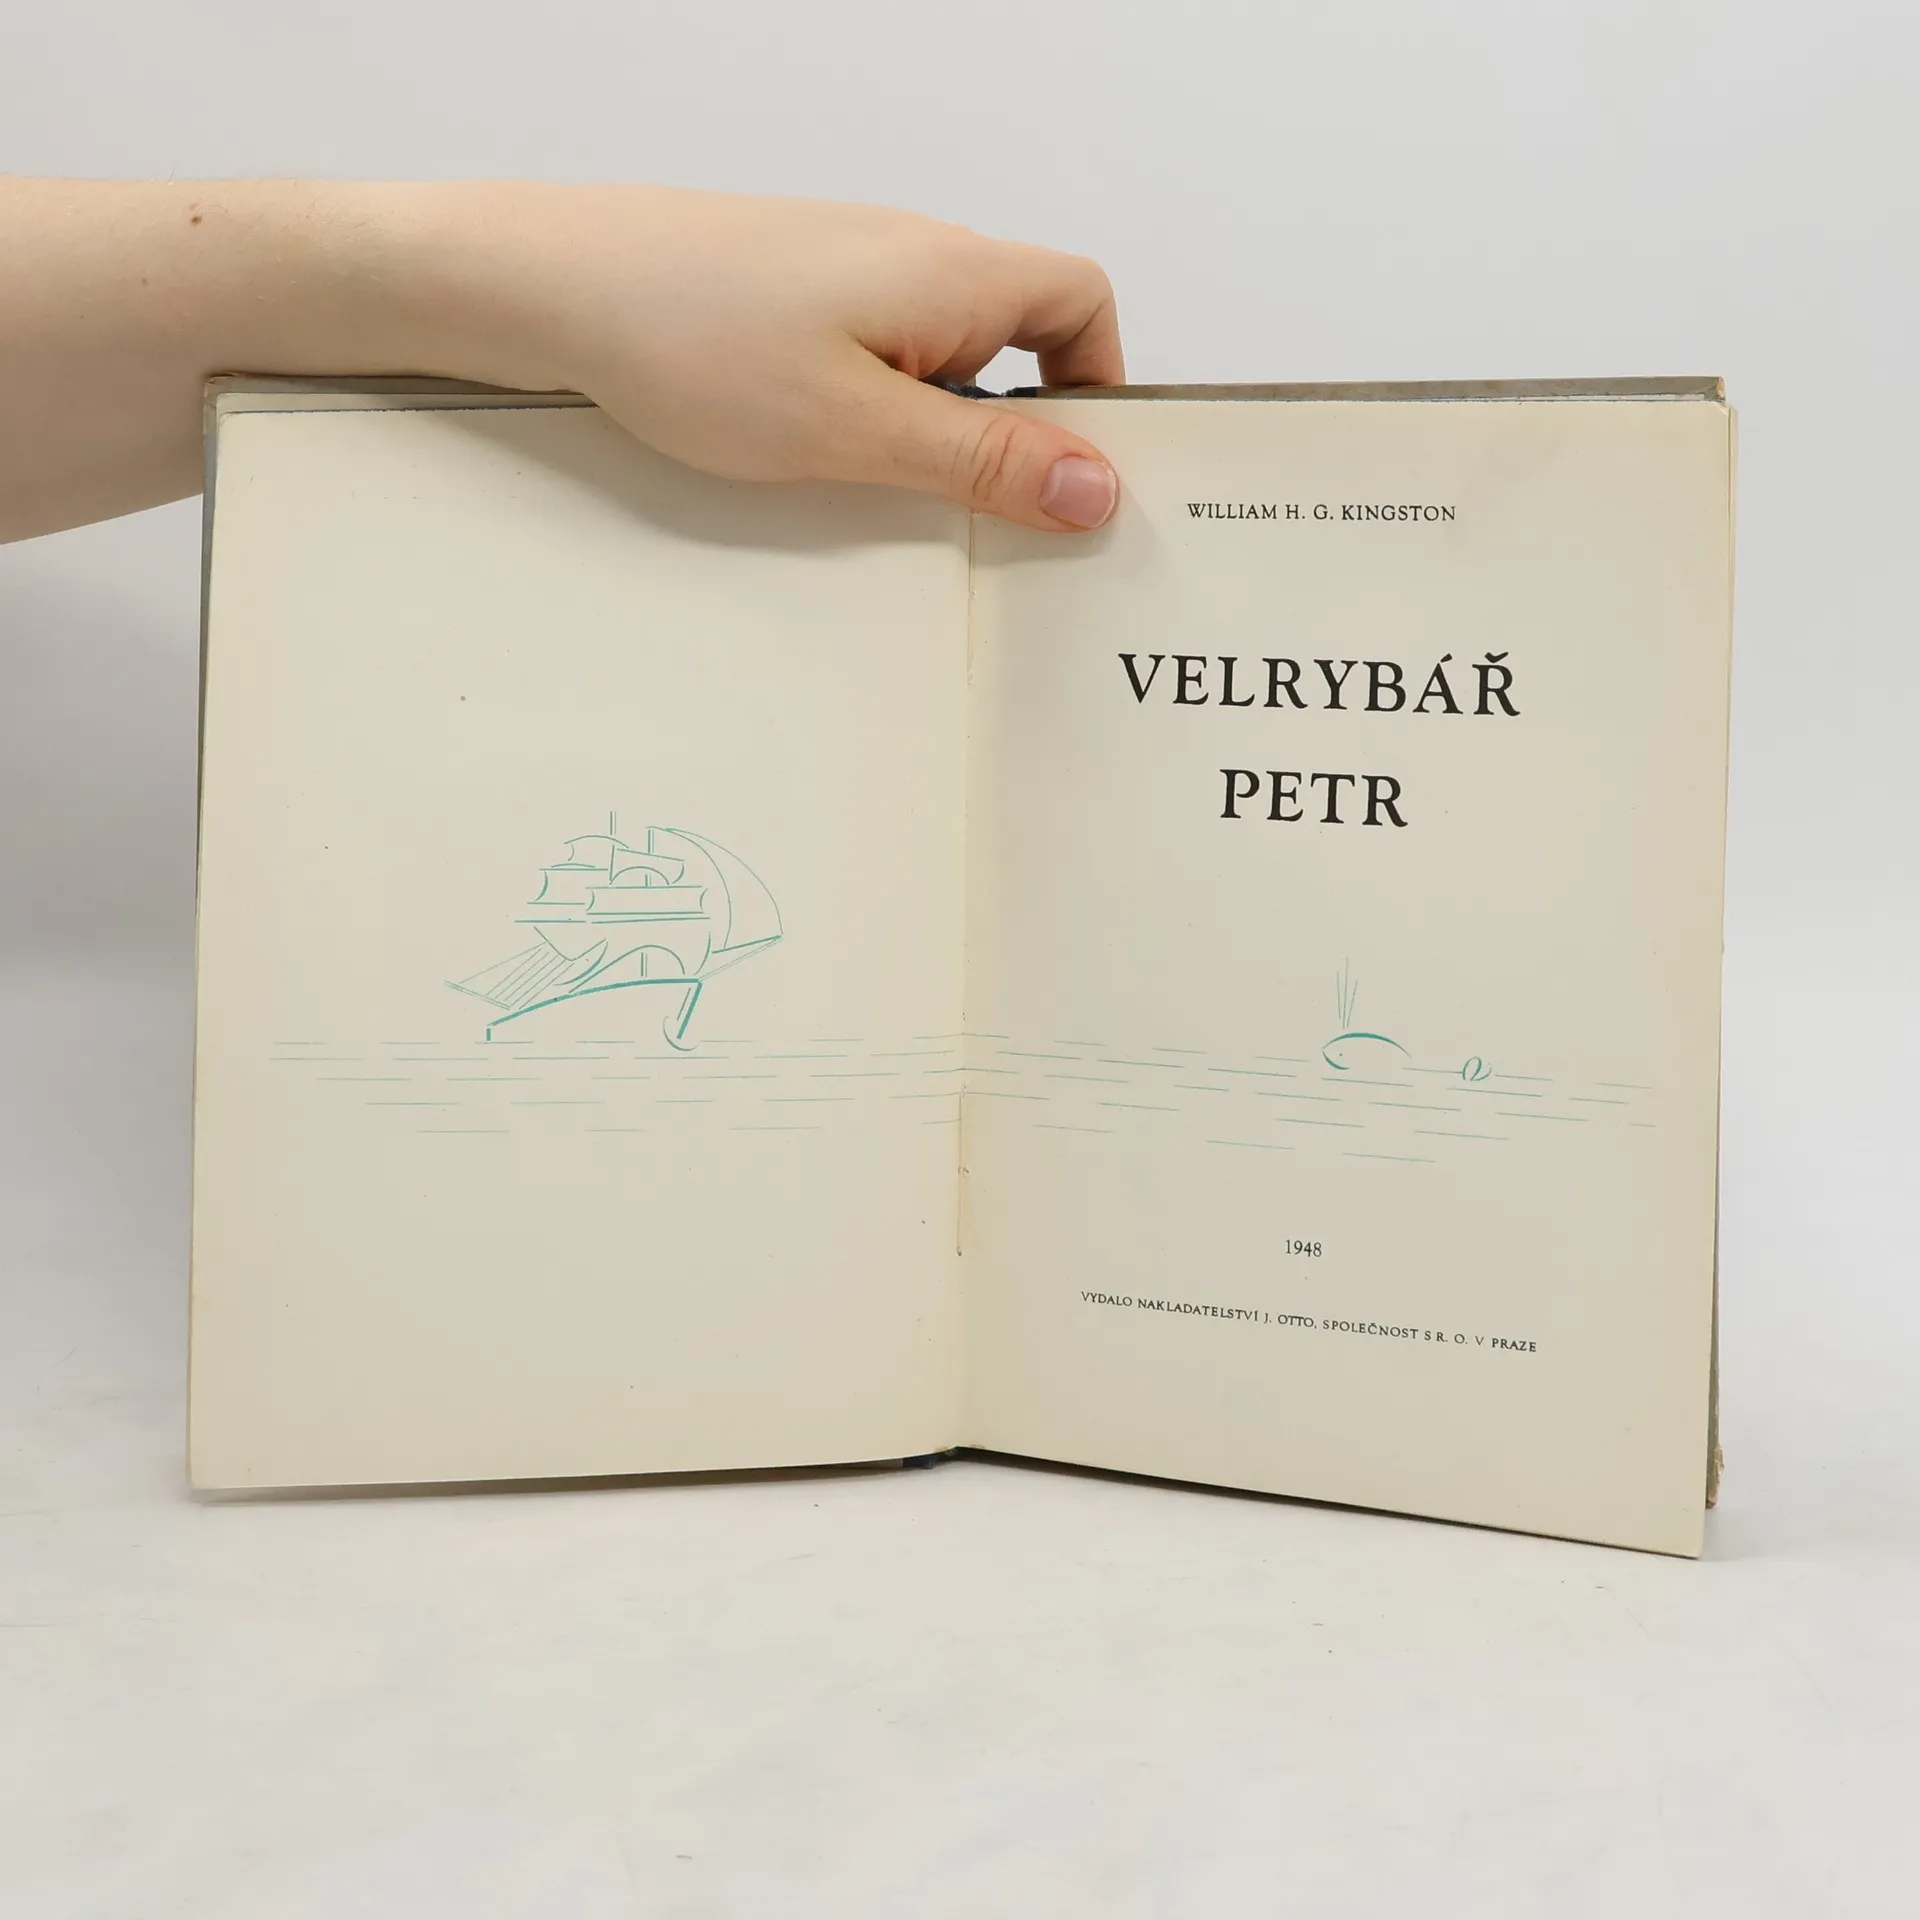 WILLIAM H. G. KINGSTON
VELRYBÁŘ
PETR
1948
VYDALO NAKLADATELSTVÍ J. OTTO, SPOLEČNOST S R. O. V PRAZE